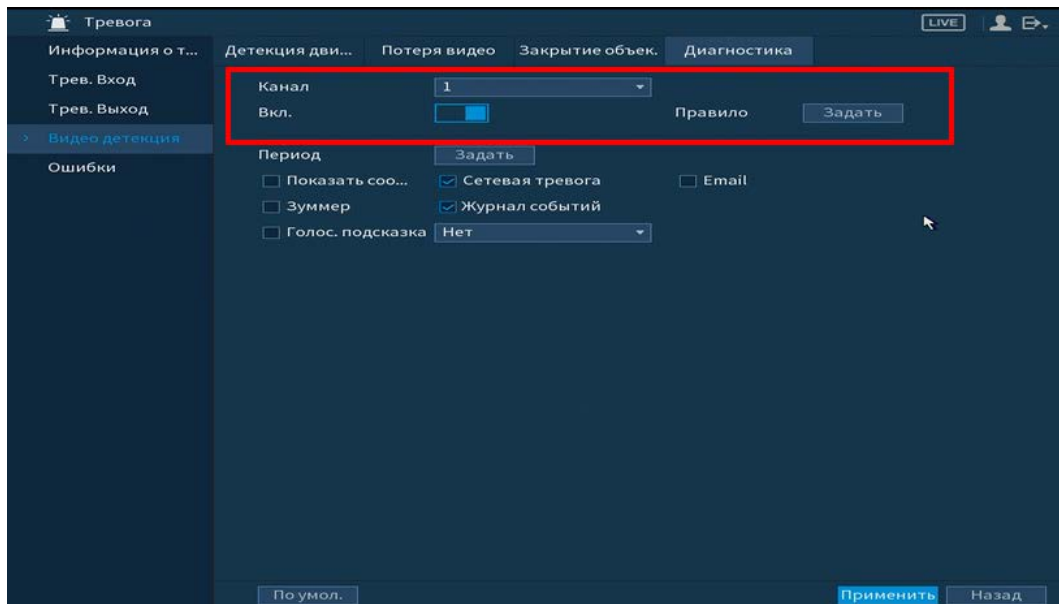 Тревога
LIVE
Информация о т...
Трев. Вход
Трев. Выход
Видео детекция
Ошибки
Детекция дви... Потеря видео Закрытие объек. Диагностика
Канал 1
Вкл. Правило Задать
Период Задать
Показать соо... Сетевая тревога Email
Зуммер Журнал событий
Голос. подсказка Нет
По умол. Применить Назад